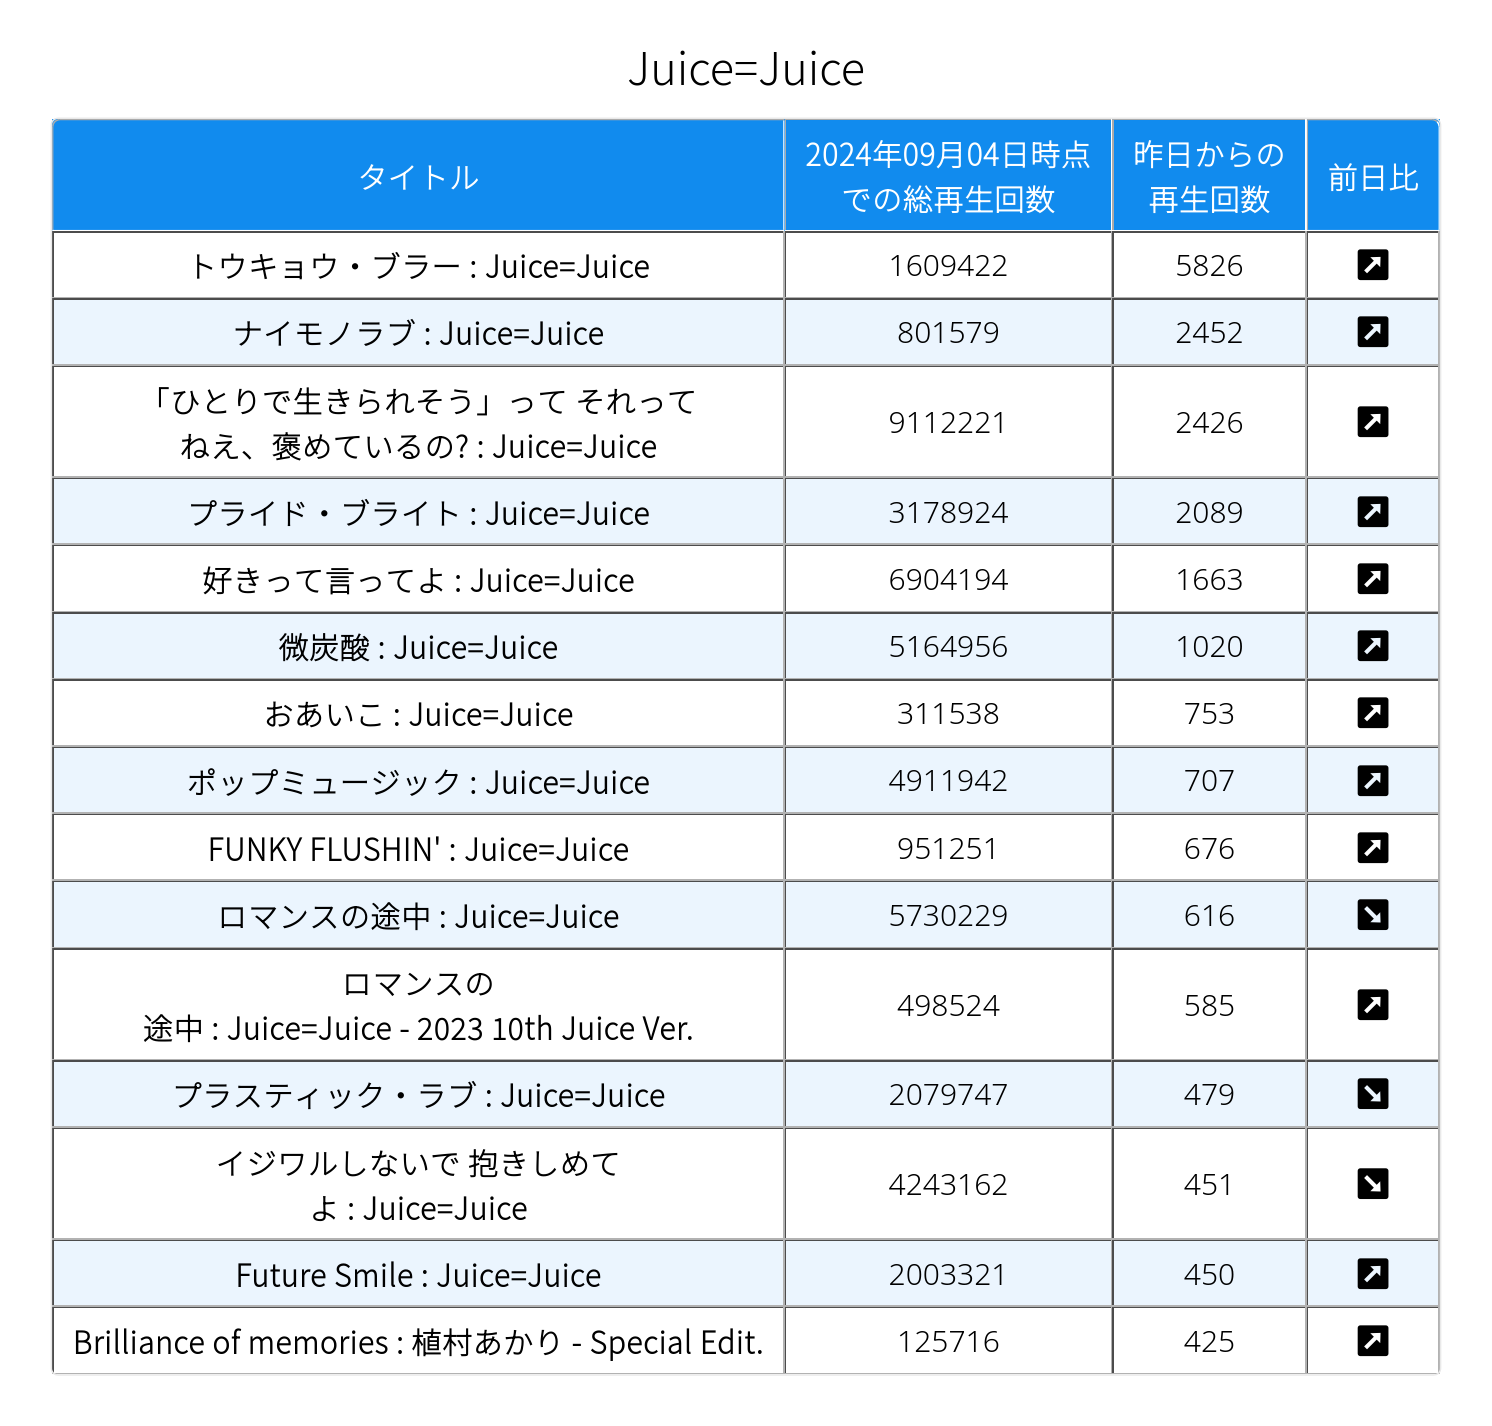 Juice=Juice
タイトル
2024年09月04日時点
での総再生回数
昨日からの
再生回数
前日比
トウキョウ・ブラー : Juice=Juice 1609422 5826
ナイモノラブ : Juice=Juice 801579 2452
「ひとりで生きられそう」って それって
ねえ、褒めているの? : Juice=Juice 9112221 2426
プライド・ブライト : Juice=Juice 3178924 2089
好きって言ってよ : Juice=Juice 6904194 1663
微炭酸 : Juice=Juice 5164956 1020
おあいこ : Juice=Juice 311538 753
ポップミュージック : Juice=Juice 4911942 707
FUNKY FLUSHIN' : Juice=Juice 951251 676
ロマンスの途中 : Juice=Juice 5730229 616
ロマンスの
途中 : Juice=Juice - 2023 10th Juice Ver. 498524 585
プラスティック・ラブ : Juice=Juice 2079747 479
イジワルしないで 抱きしめて
よ : Juice=Juice 4243162 451
Future Smile : Juice=Juice 2003321 450
Brilliance of memories : 植村あかり - Special Edit. 125716 425